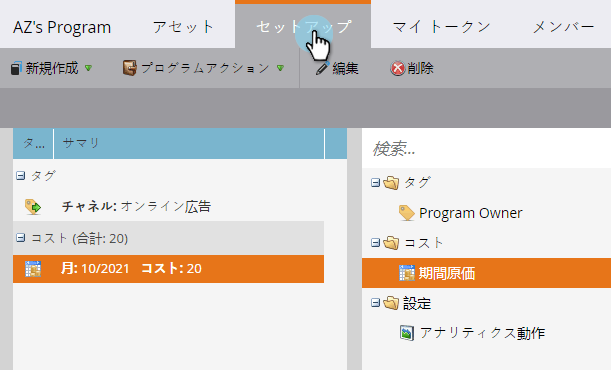 AZ's Program アセット セットアップ マイ トークン メンバー
新規作成 プログラムアクション 編集 削除
タ... サマリ
検索...
タグ
チャネル: オンライン広告
コスト (合計: 20)
月: 10/2021 コスト: 20
タグ
Program Owner
コスト
期間原価
設定
アナリティクス動作